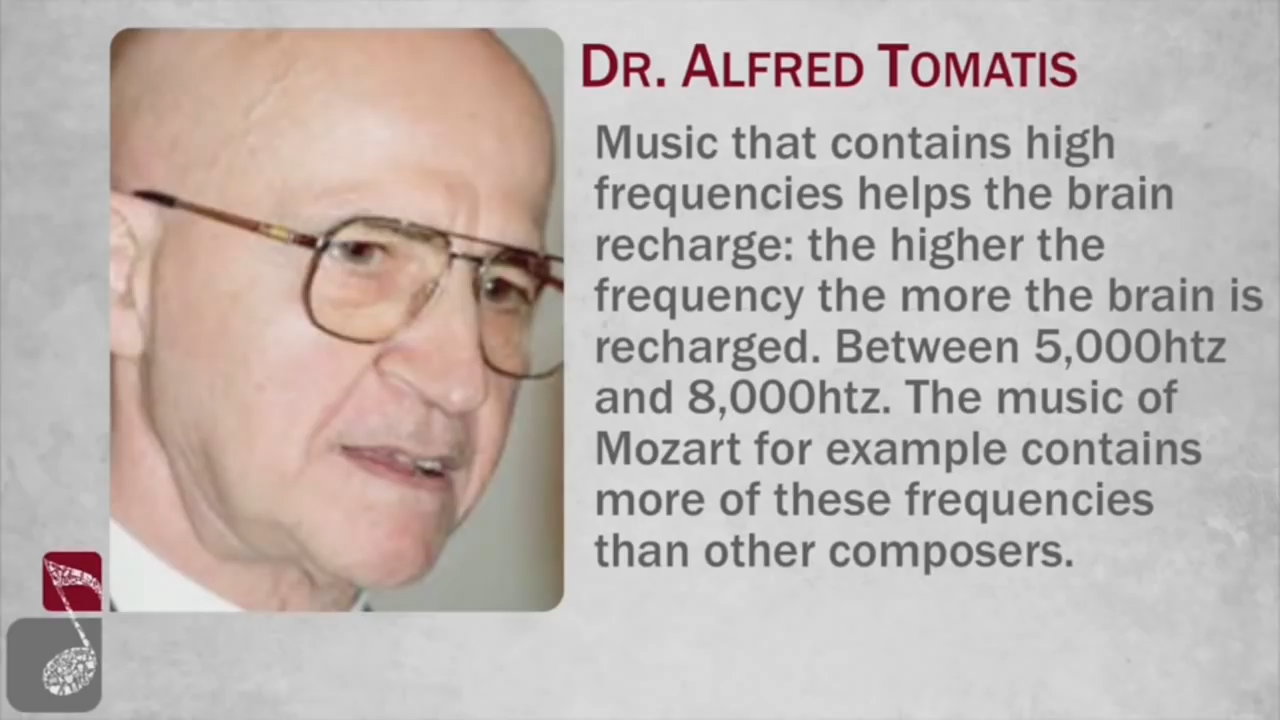 DR. ALFRED TOMATIS
Music that contains high
frequencies helps the brain
recharge: the higher the
frequency the more the brain is
recharged. Between 5,000htz
and 8,000htz. The music of
Mozart for example contains
more of these frequencies
than other composers.